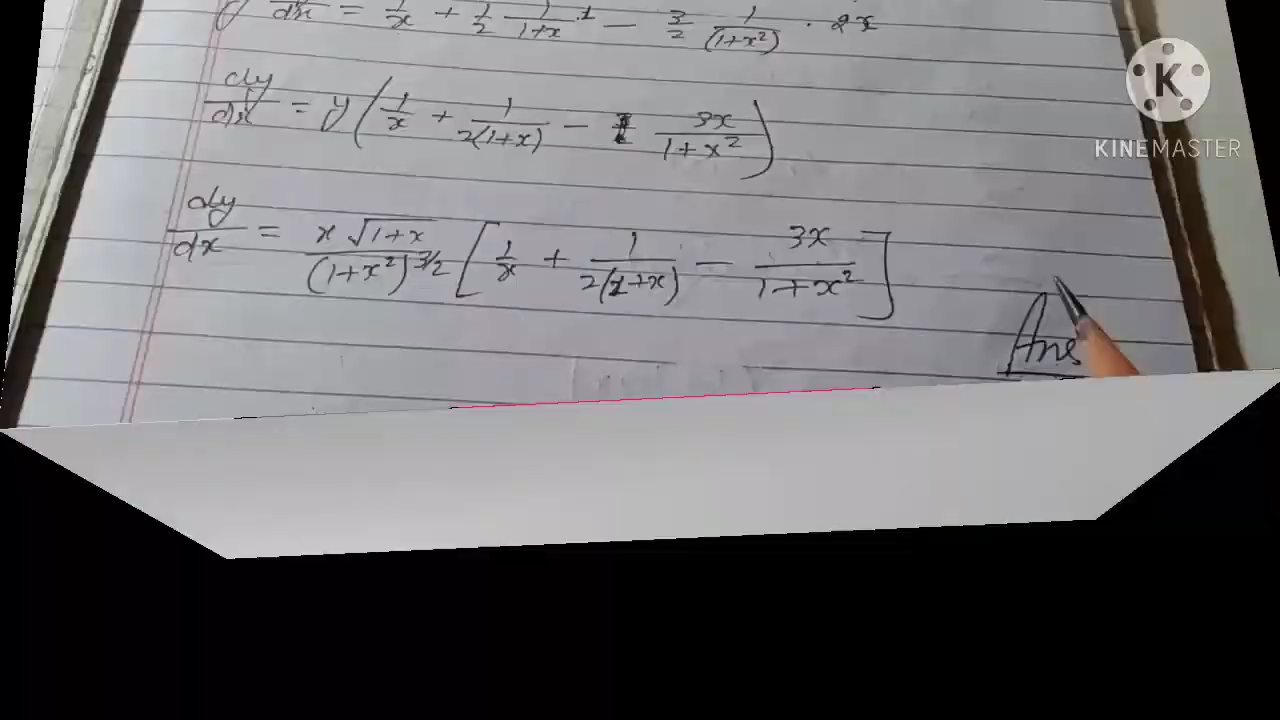 dy/dx = 1/x + 1/2 1/(1+x) .1 − 3/2 1/(1+x²) · 2x
dy/dx = y(1/x + 1/2(1+x) − 3x/(1+x²))
dy/dx = x √(1+x)/(1+x²)^3/2 [1/x + 1/2(1+x) − 3x/(1+x²)]
Ans
K
KINEMASTER